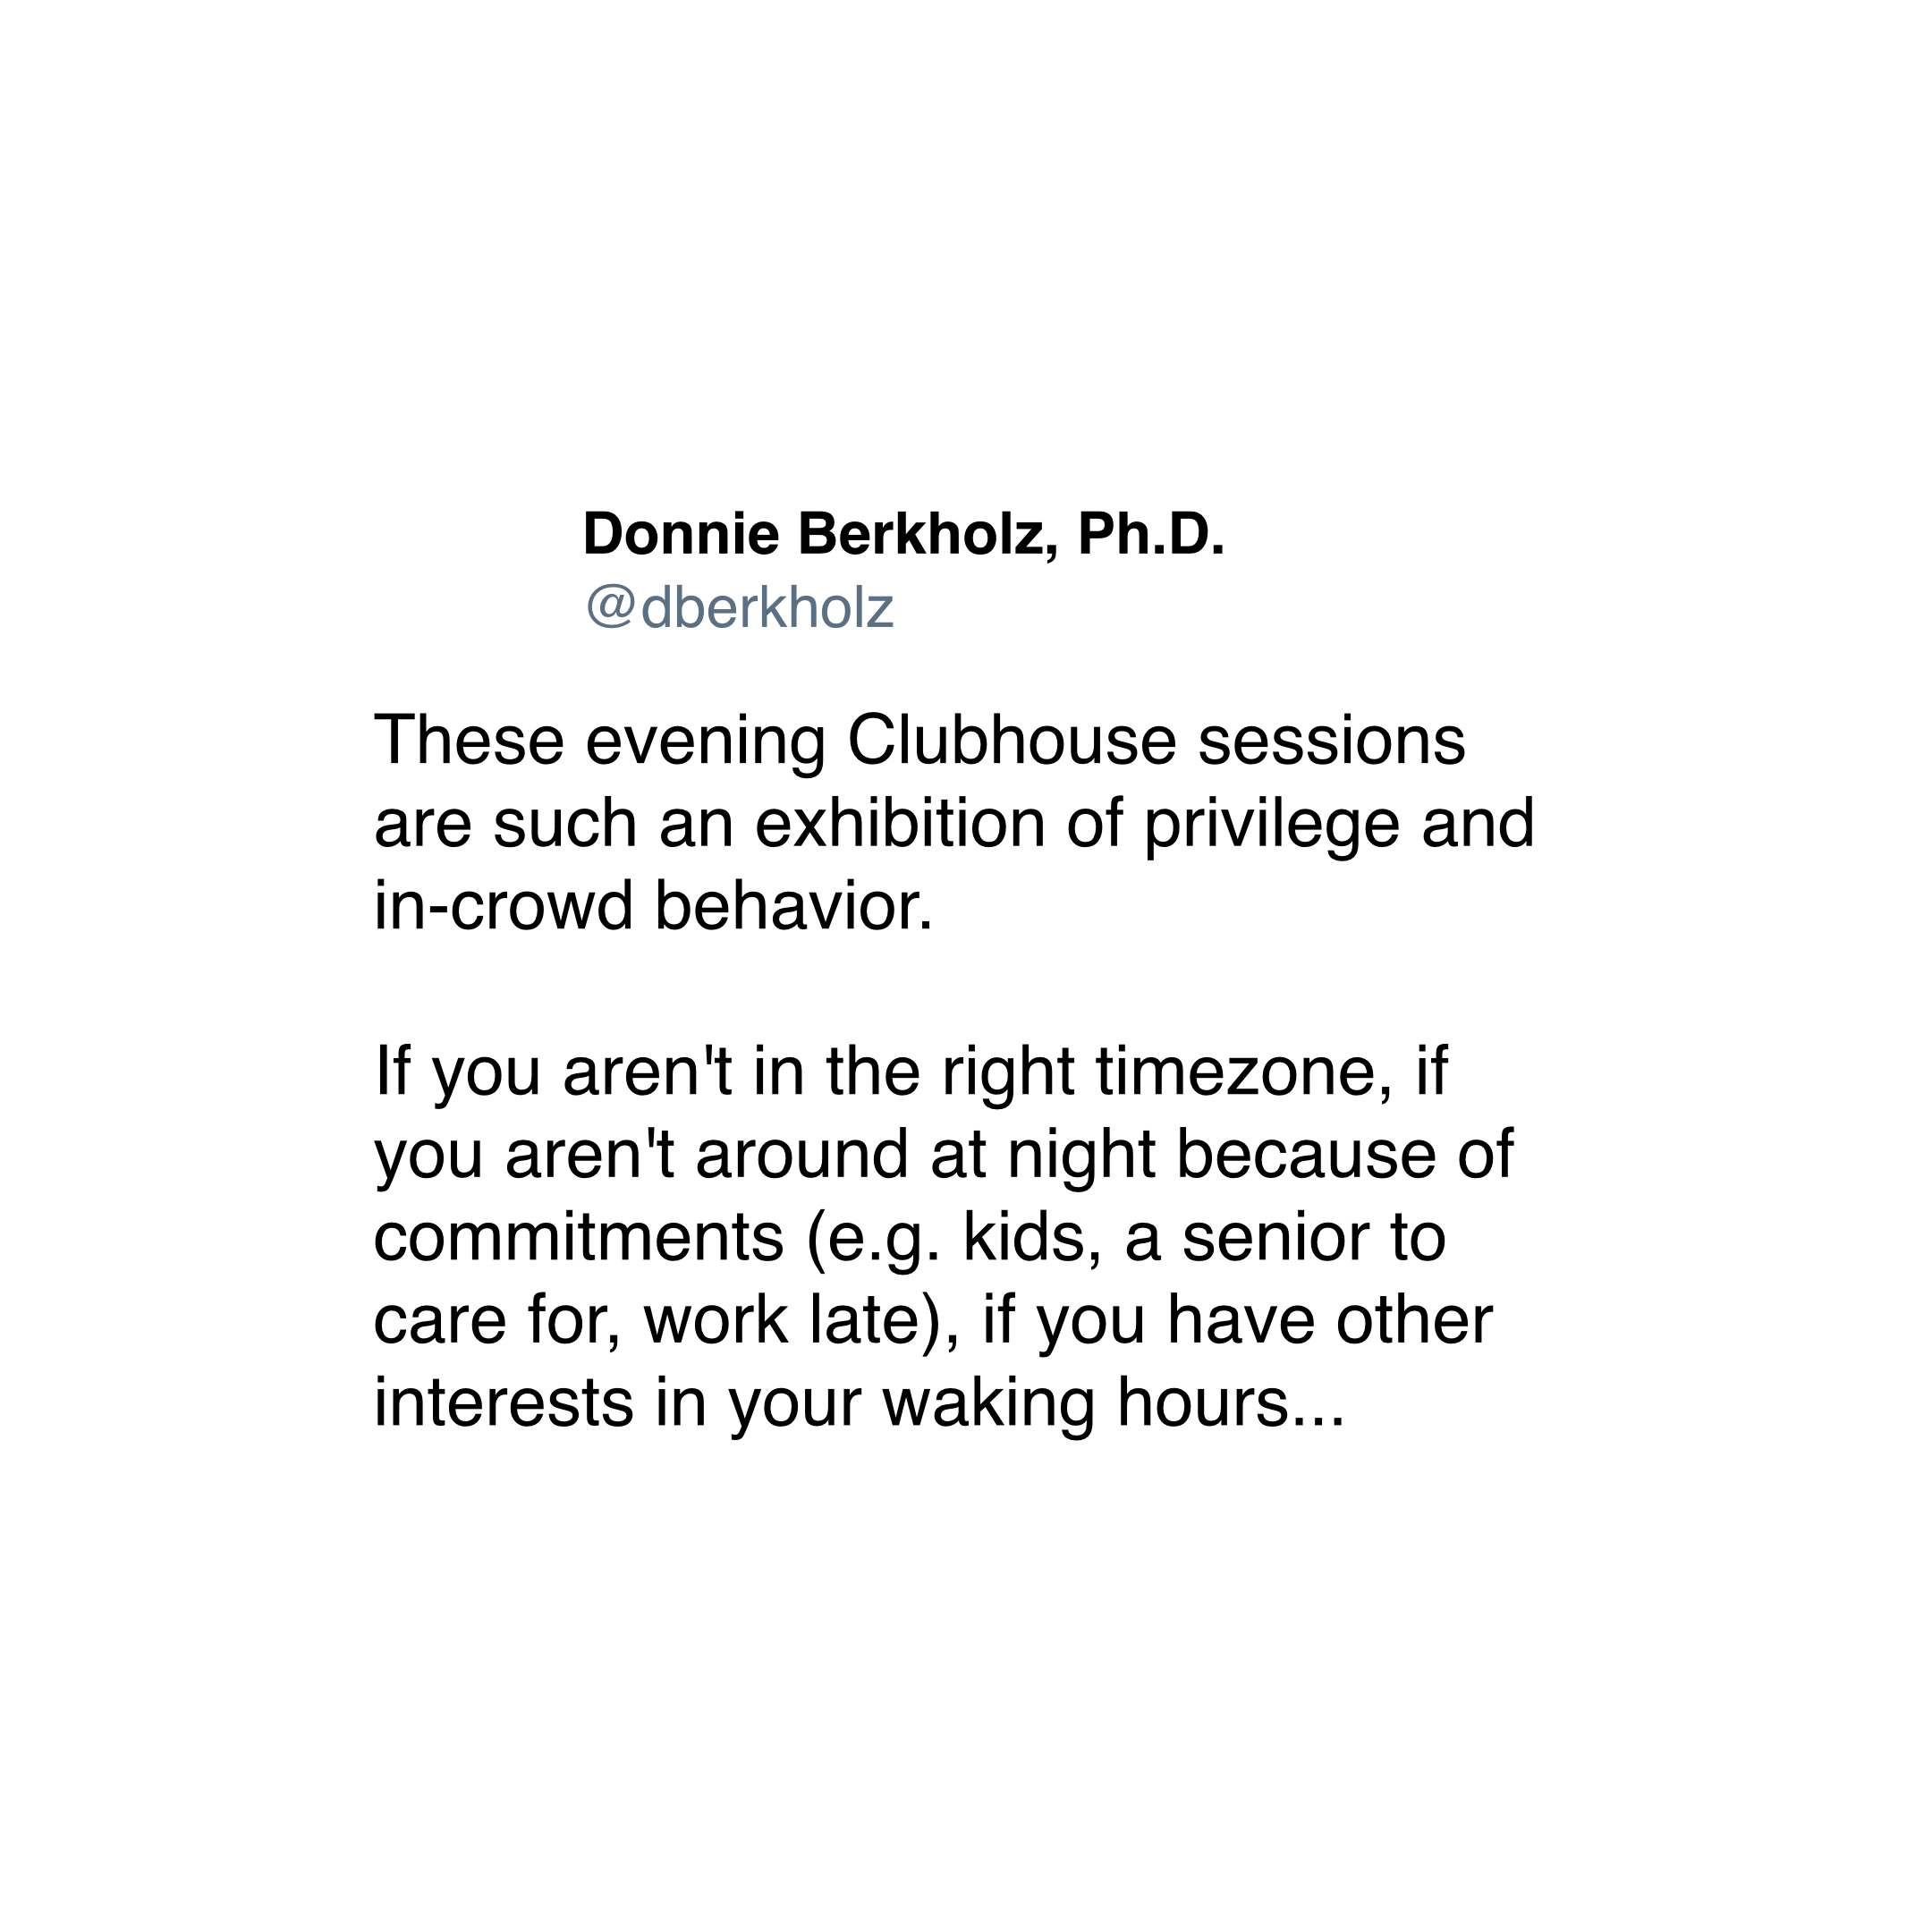 Donnie Berkholz, Ph.D.
@dberkholz
These evening Clubhouse sessions
are such an exhibition of privilege and
in-crowd behavior.
If you aren't in the right timezone, if
you aren't around at night because of
commitments (e.g. kids, a senior to
care for, work late), if you have other
interests in your waking hours...